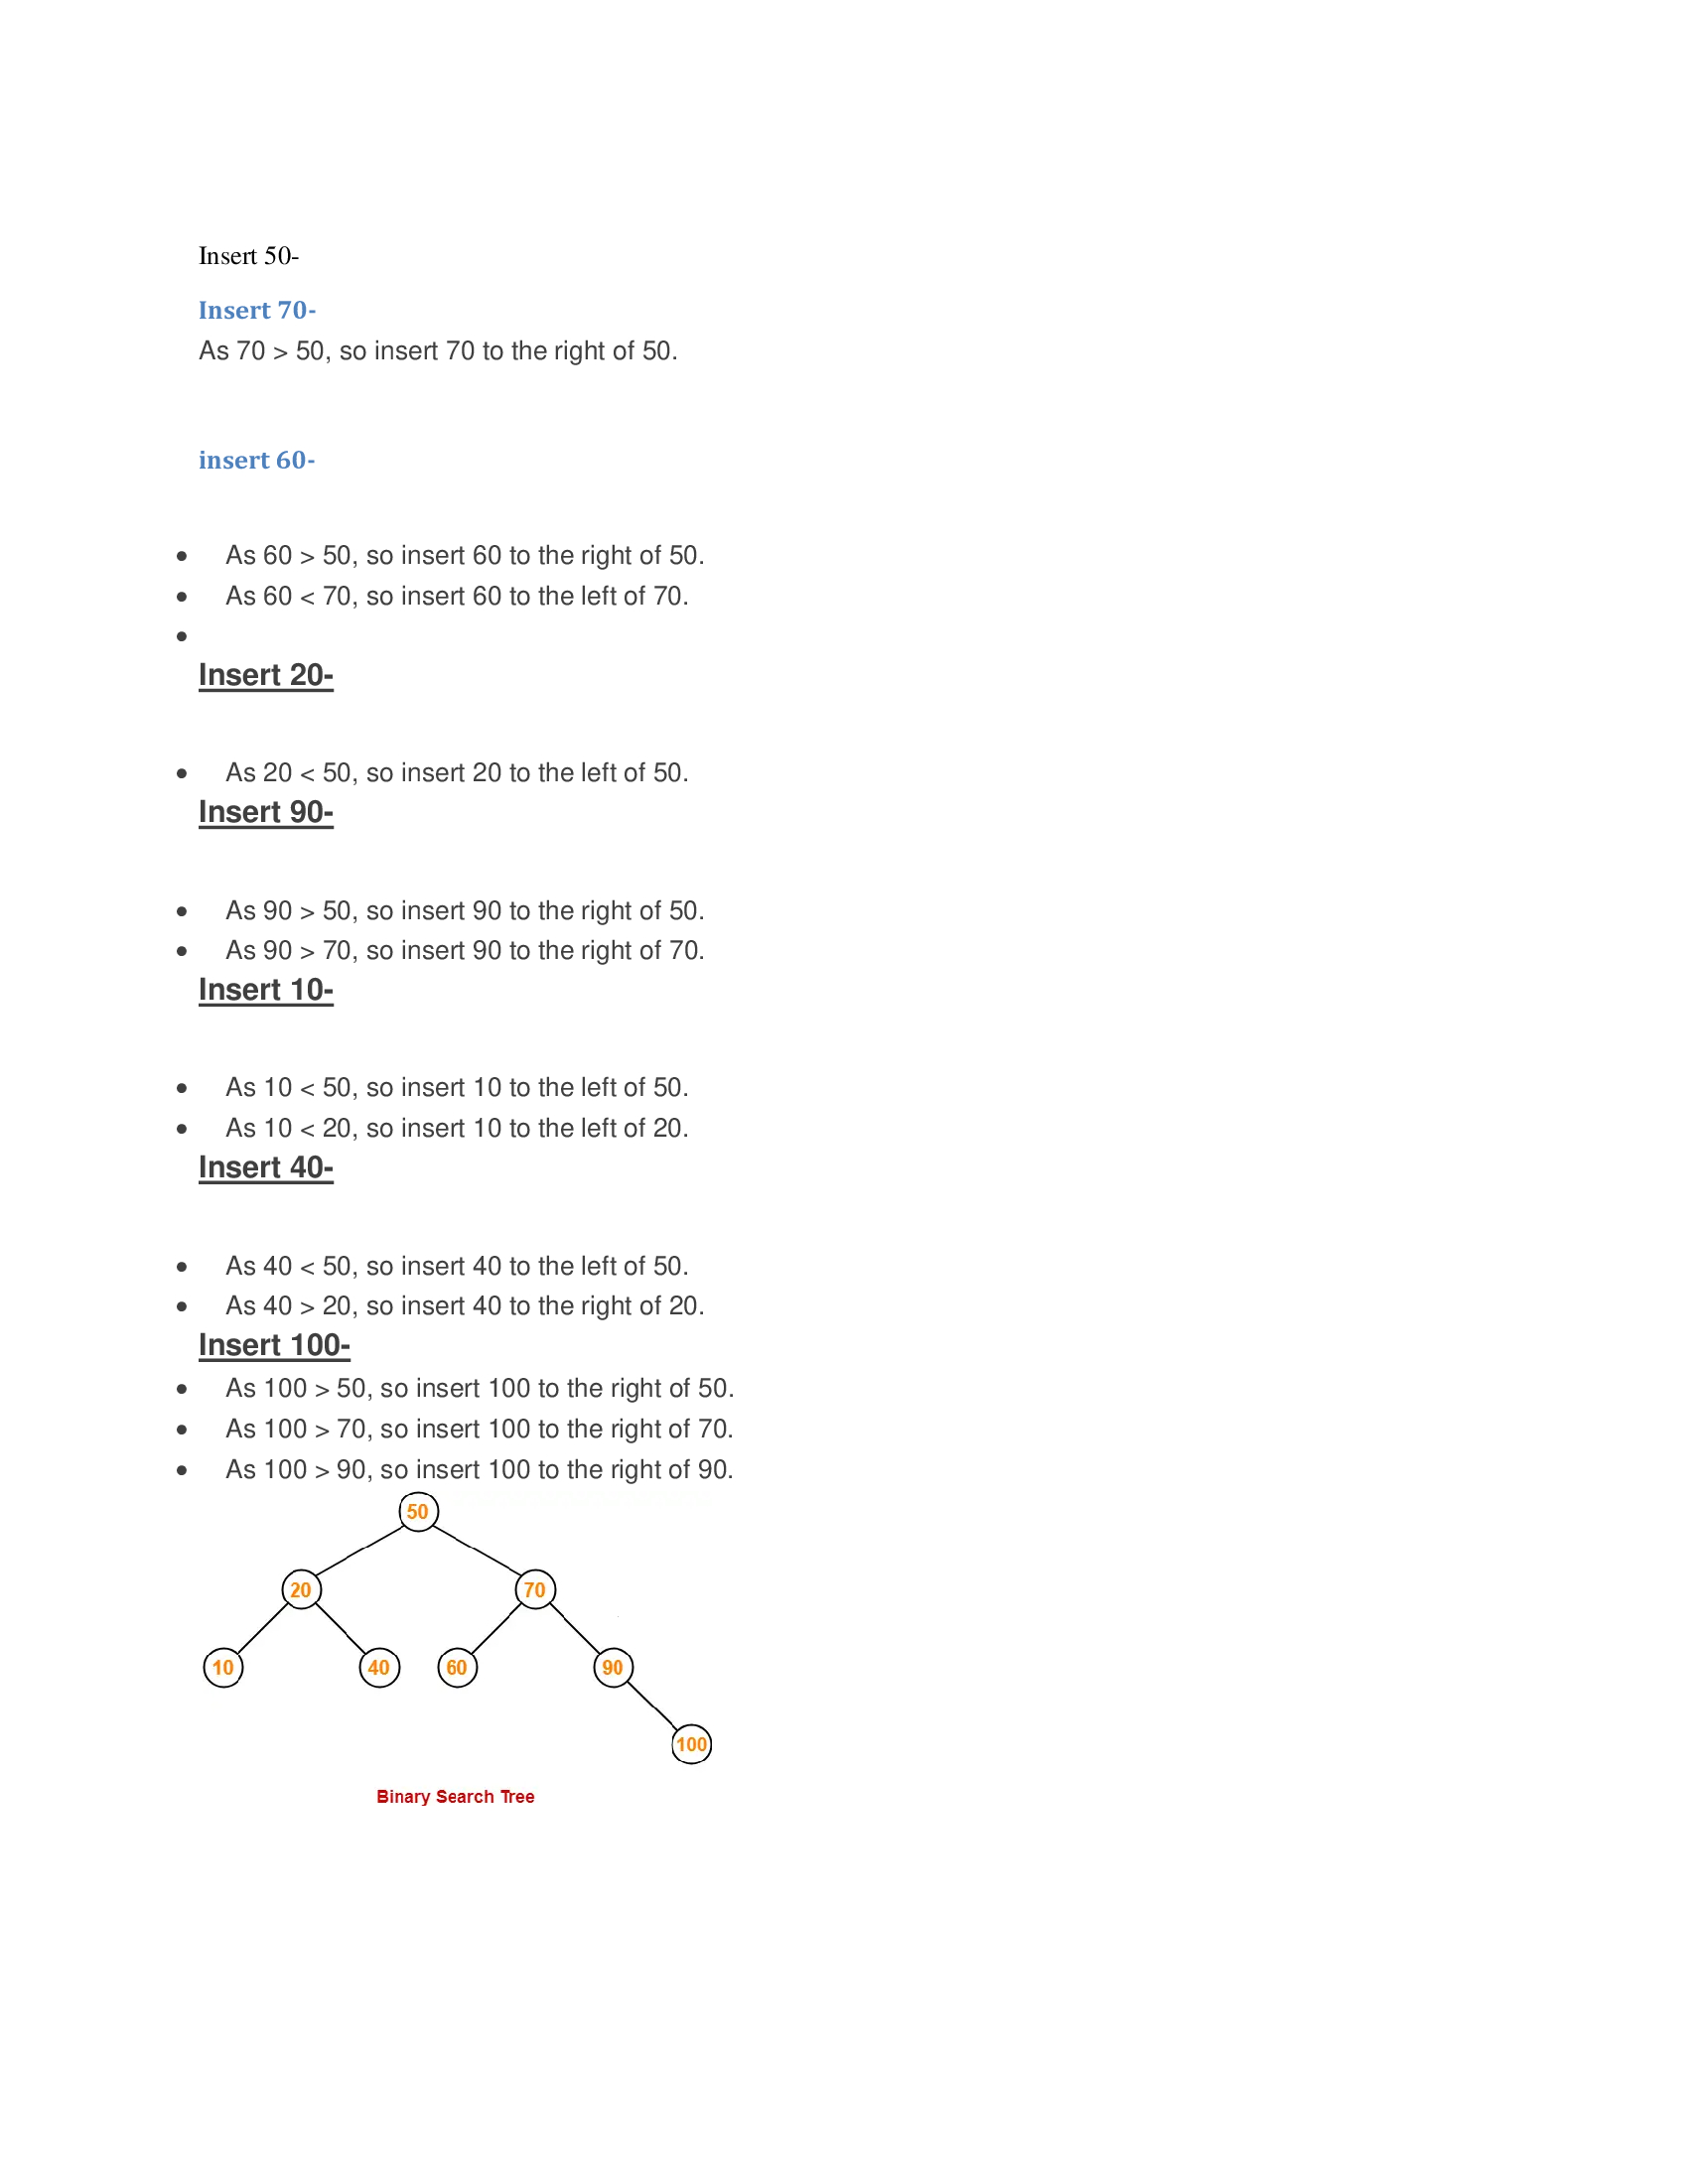 Insert 50-
Insert 70-
As 70 > 50, so insert 70 to the right of 50.
insert 60-
• As 60 > 50, so insert 60 to the right of 50.
• As 60 < 70, so insert 60 to the left of 70.
•
Insert 20-
• As 20 < 50, so insert 20 to the left of 50.
Insert 90-
• As 90 > 50, so insert 90 to the right of 50.
• As 90 > 70, so insert 90 to the right of 70.
Insert 10-
• As 10 < 50, so insert 10 to the left of 50.
• As 10 < 20, so insert 10 to the left of 20.
Insert 40-
• As 40 < 50, so insert 40 to the left of 50.
• As 40 > 20, so insert 40 to the right of 20.
Insert 100-
• As 100 > 50, so insert 100 to the right of 50.
• As 100 > 70, so insert 100 to the right of 70.
• As 100 > 90, so insert 100 to the right of 90.
50
20 70
10 40 60 90
100
Binary Search Tree